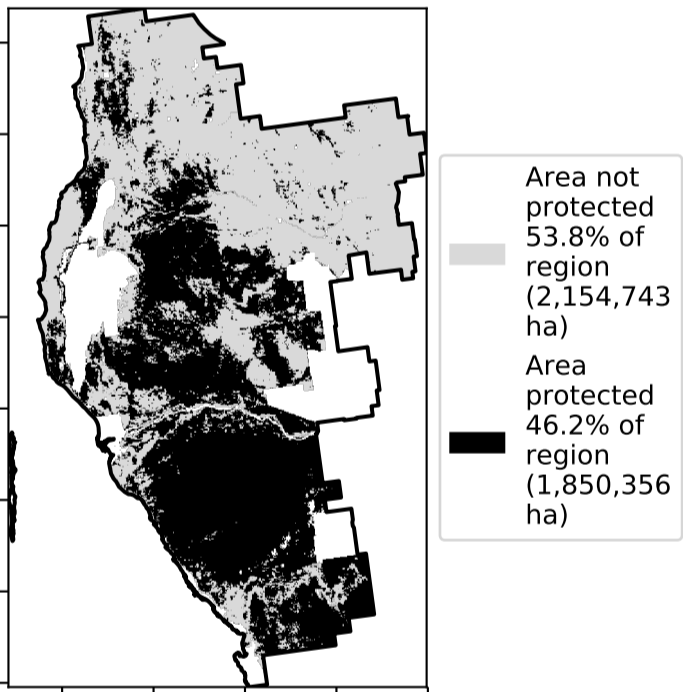 Area not
protected
53.8% of
region
(2,154,743
ha)
Area
protected
46.2% of
region
(1,850,356
ha)